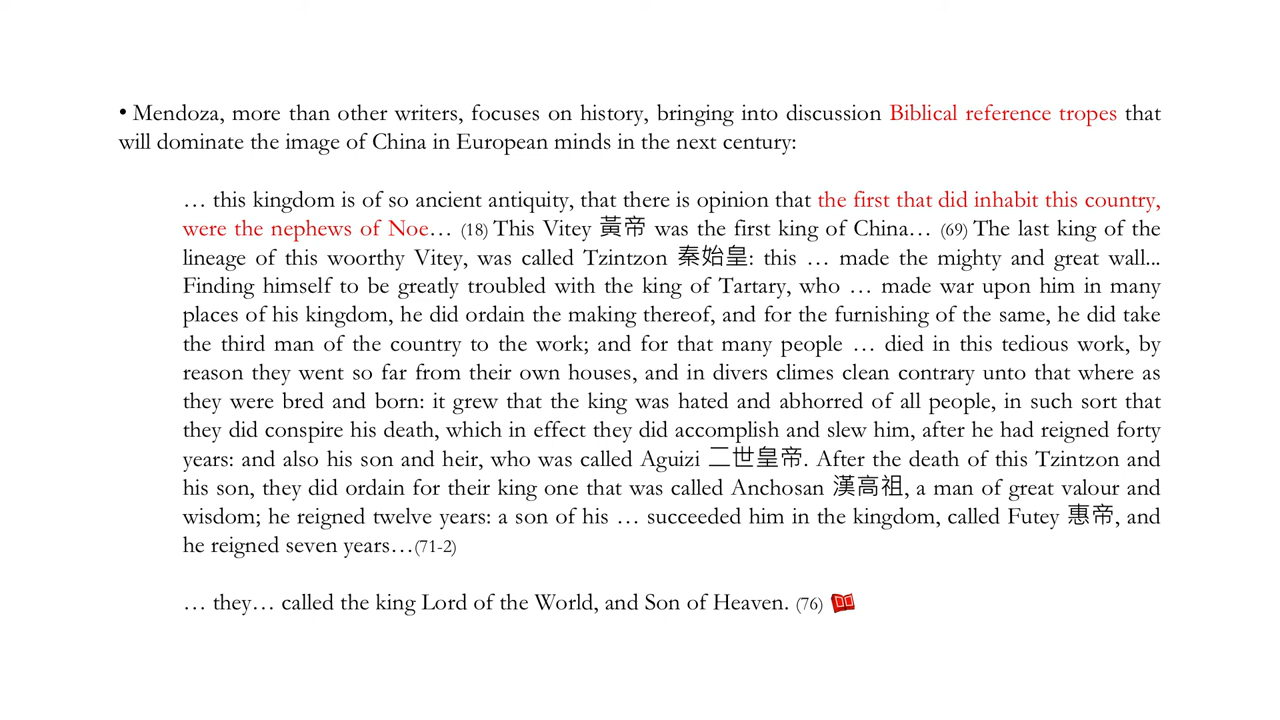 • Mendoza, more than other writers, focuses on history, bringing into discussion Biblical reference tropes that
will dominate the image of China in European minds in the next century:
… this kingdom is of so ancient antiquity, that there is opinion that the first that did inhabit this country,
were the nephews of Noe… (18) This Vitey 黃帝 was the first king of China… (69) The last king of the
lineage of this woorthy Vitey, was called Tzintzon 秦始皇: this … made the mighty and great wall...
Finding himself to be greatly troubled with the king of Tartary, who … made war upon him in many
places of his kingdom, he did ordain the making thereof, and for the furnishing of the same, he did take
the third man of the country to the work; and for that many people … died in this tedious work, by
reason they went so far from their own houses, and in divers climes clean contrary unto that where as
they were bred and born: it grew that the king was hated and abhorred of all people, in such sort that
they did conspire his death, which in effect they did accomplish and slew him, after he had reigned forty
years: and also his son and heir, who was called Aguizi 二世皇帝. After the death of this Tzintzon and
his son, they did ordain for their king one that was called Anchosan 漢高祖, a man of great valour and
wisdom; he reigned twelve years: a son of his … succeeded him in the kingdom, called Futey 惠帝, and
he reigned seven years…(71-2)
… they… called the king Lord of the World, and Son of Heaven. (76)